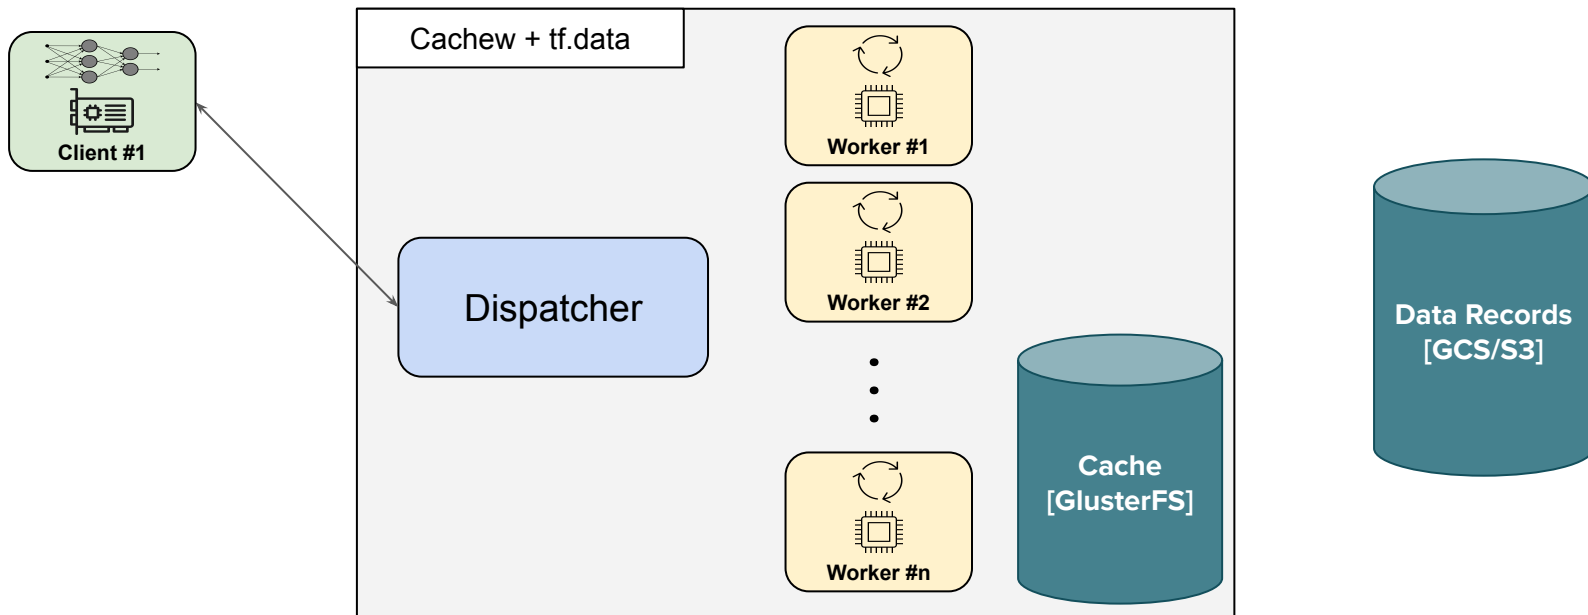 Cachew + tf.data
Client #1
Dispatcher
Worker #1
Worker #2
Worker #n
Cache
[GlusterFS]
Data Records
[GCS/S3]